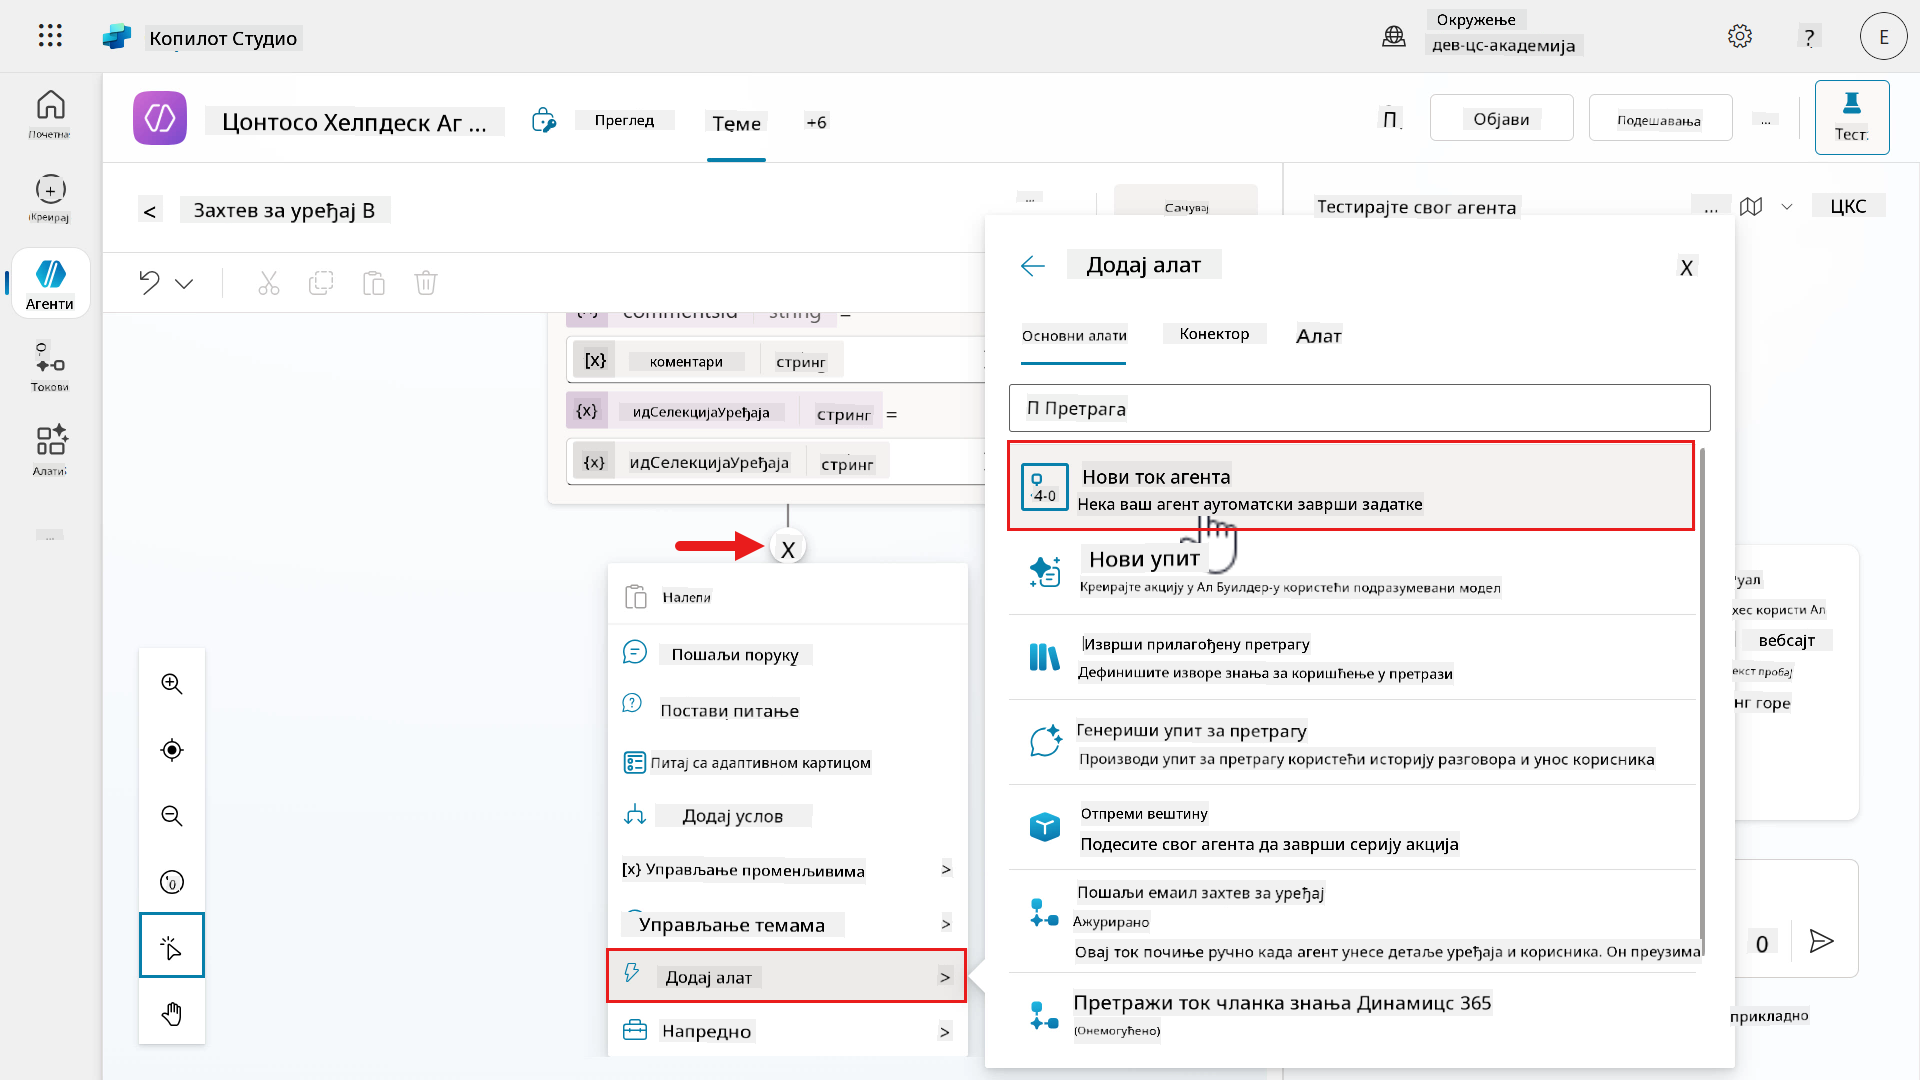 Копилот Студио
Окружење
дев-цс-академија
?
E
Почетна
Креирај
Агенти
Токови
Алати
...
Цонтосо Хелпдеск Аг ...
Преглед
Теме
+6
П
Објави
Подешавања
...
Тест
< Захтев за уређај В
...
Сачувај
Тестирајте свог агента
...
ЦКС
commentsId string =
[x] коментари стринг
{x} идСелекцијаУређаја стринг =
{x} идСелекцијаУређаја стринг
X
Налепи
Пошаљи поруку
Постави питање
Питај са адаптивном картицом
Додај услов
[x] Управљање променљивима >
Управљање темама >
Додај алат >
Напредно >
Додај алат
X
Основни алати
Конектор
Алат
П Претрага
4-0
Нови ток агента
Нека ваш агент аутоматски заврши задатке
Нови упит
Креирајте акцију у Ал Буилдер-у користећи подразумевани модел
Изврши прилагођену претрагу
Дефинишите изворе знања за коришћење у претрази
Генериши упит за претрагу
Производи упит за претрагу користећи историју разговора и унос корисника
Отпреми вештину
Подесите свог агента да заврши серију акција
Пошаљи емаил захтев за уређај
Ажурирано
Овај ток почиње ручно када агент унесе детаље уређаја и корисника. Он преузима
Претражи ток чланка знања Динамицс 365
(Онемогућено)
уал
хес користи Ал
вебсајт
екст пробај
нг горе
0
прикладно